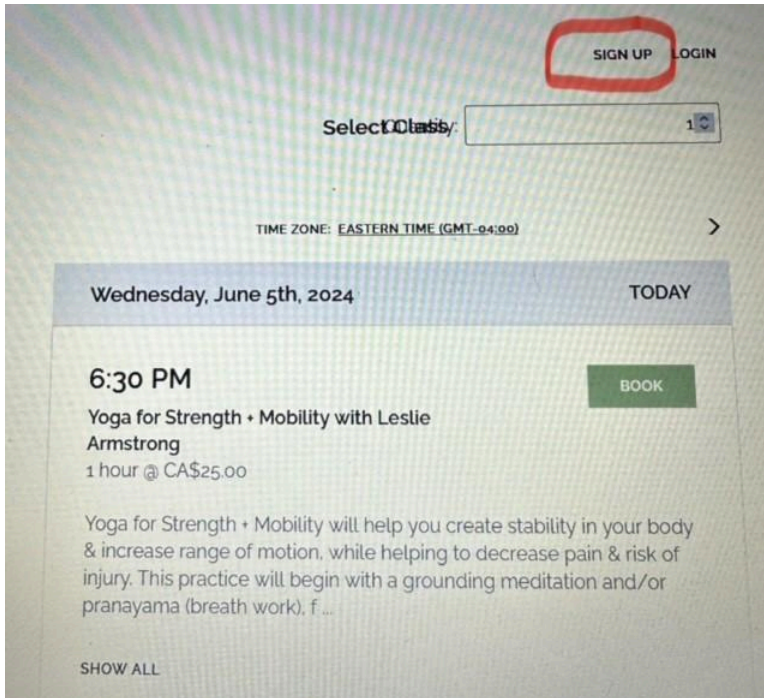 SIGN UP LOGIN
Select Class
1
TIME ZONE: EASTERN TIME (GMT-04:00)
Wednesday, June 5th, 2024 TODAY
6:30 PM
BOOK
Yoga for Strength + Mobility with Leslie
Armstrong
1 hour @ CA$25.00
Yoga for Strength + Mobility will help you create stability in your body
& increase range of motion, while helping to decrease pain & risk of
injury. This practice will begin with a grounding meditation and/or
pranayama (breath work), f ...
SHOW ALL